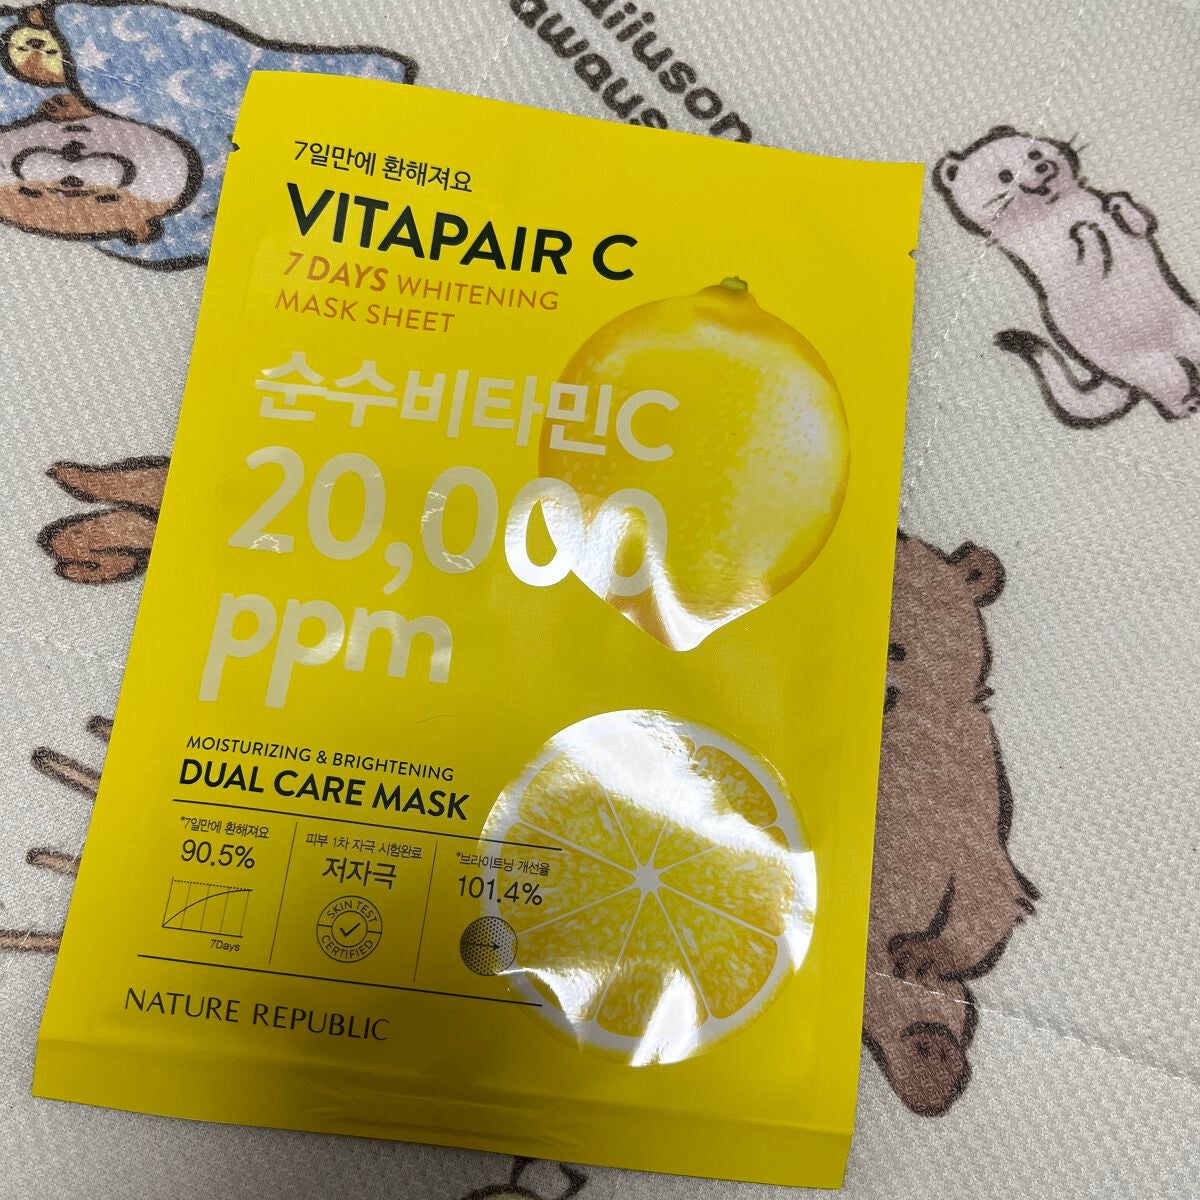 7일만에 환해져요
VITAPAIR C
7 DAYS WHITENING
MASK SHEET
순수비타민C
20,000
ppm
MOISTURIZING & BRIGHTENING
DUAL CARE MASK
*7일만에 환해져요
90.5%
7Days
피부 1차 자극 시험완료
저자극
SKIN TEST
CERTIFIED
*브라이트닝 개선율
101.4%
NATURE REPUBLIC